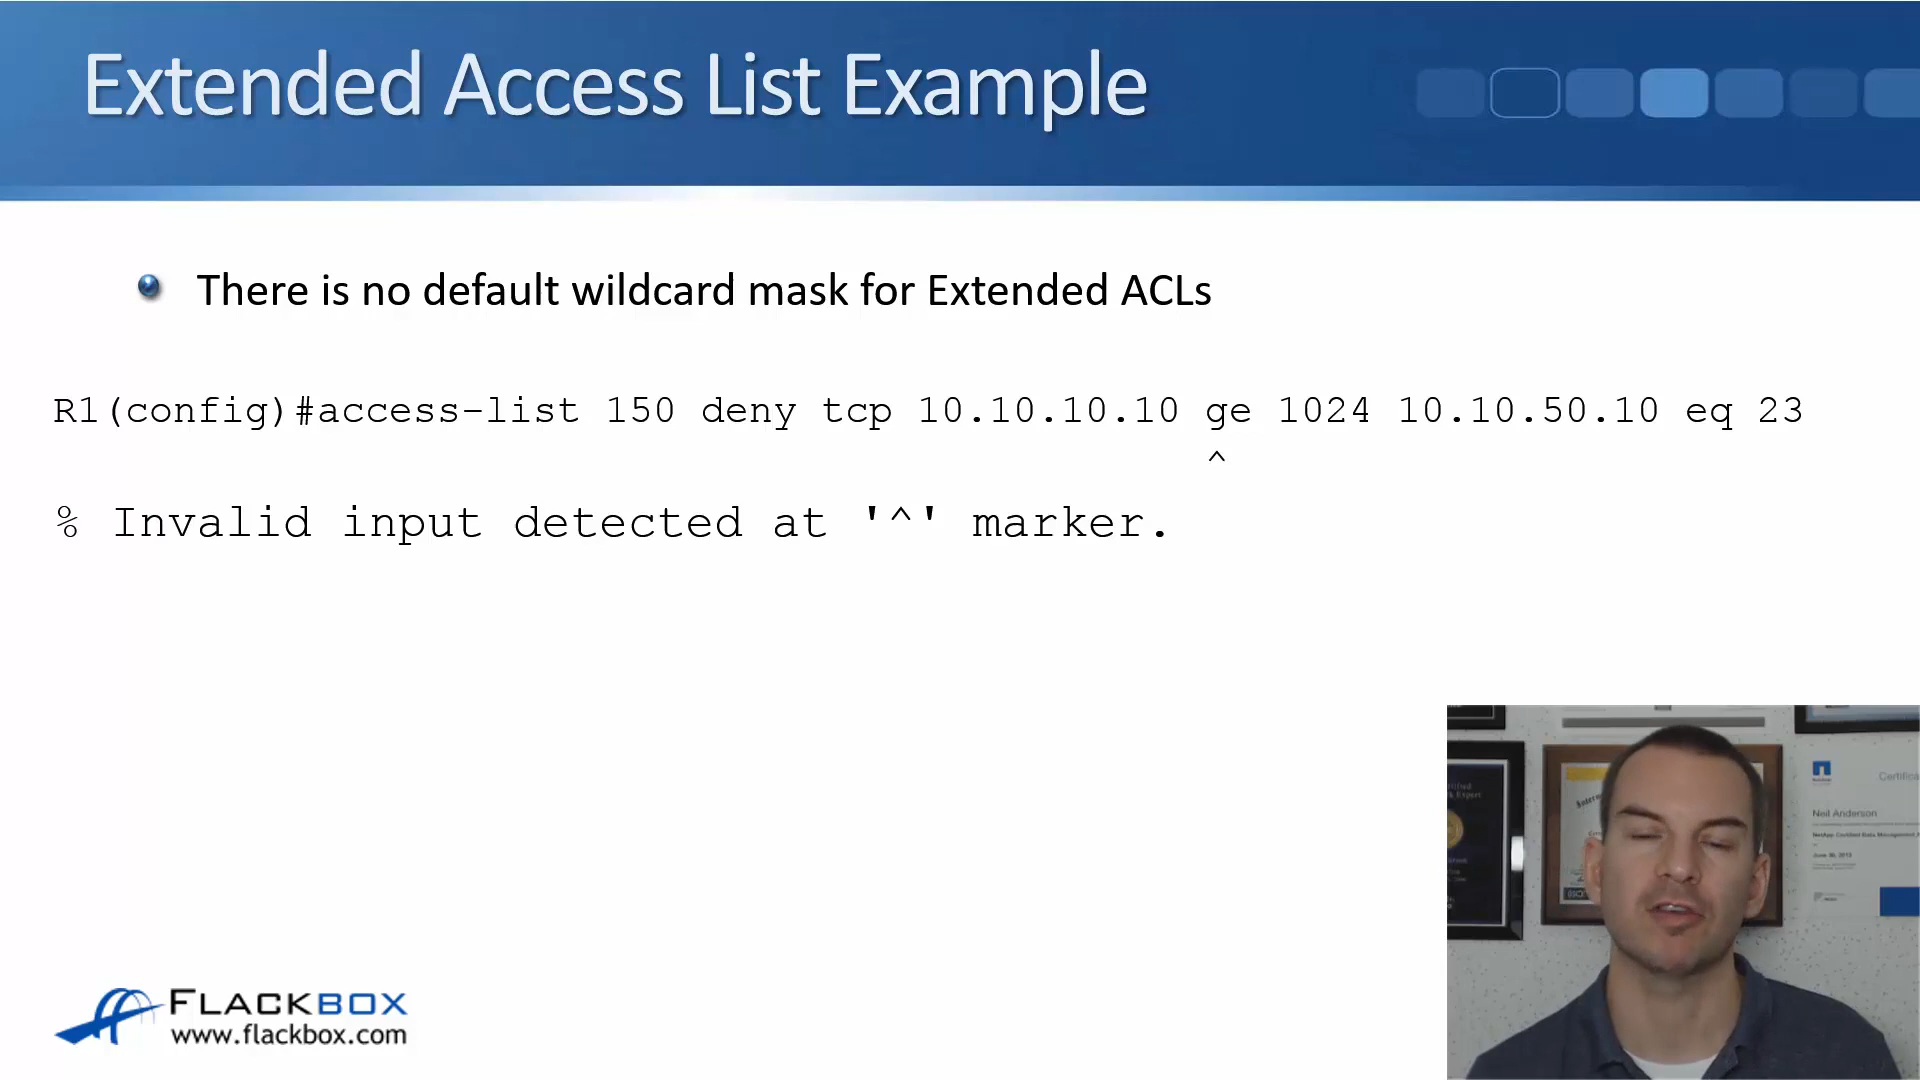 Extended Access List Example
There is no default wildcard mask for Extended ACLs
R1(config)#access-list 150 deny tcp 10.10.10.10 ge 1024 10.10.50.10 eq 23
^
% Invalid input detected at '^' marker.
FLACKBOX
www.flackbox.com
Neil Anderson